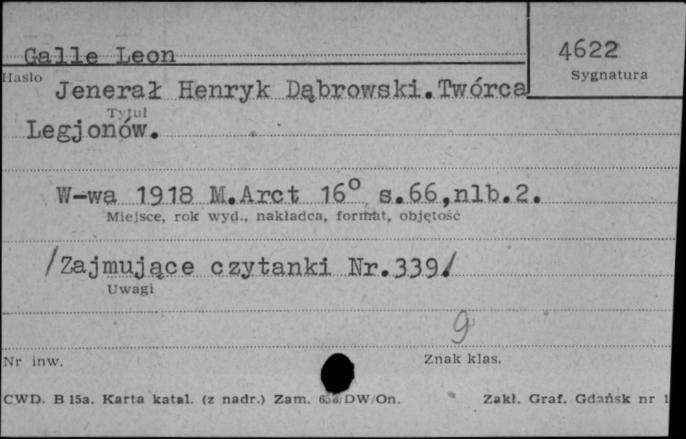 Galle Leon
4622
Hasło
Sygnatura
Jenerał Henryk Dąbrowski.Twórca
Tytuł
Legjonów.
W-wa 1918 M.Arct 16° s.66,nlb.2.
Miejsce, rok wyd., nakładca, format, objętość
/Zajmujące czytanki Nr.339/
Uwagi
9
Nr inw.
Znak klas.
CWD. B 15a. Karta katal. (z nadr.) Zam. DW/On.
Zakł. Graf. Gdańsk nr 1